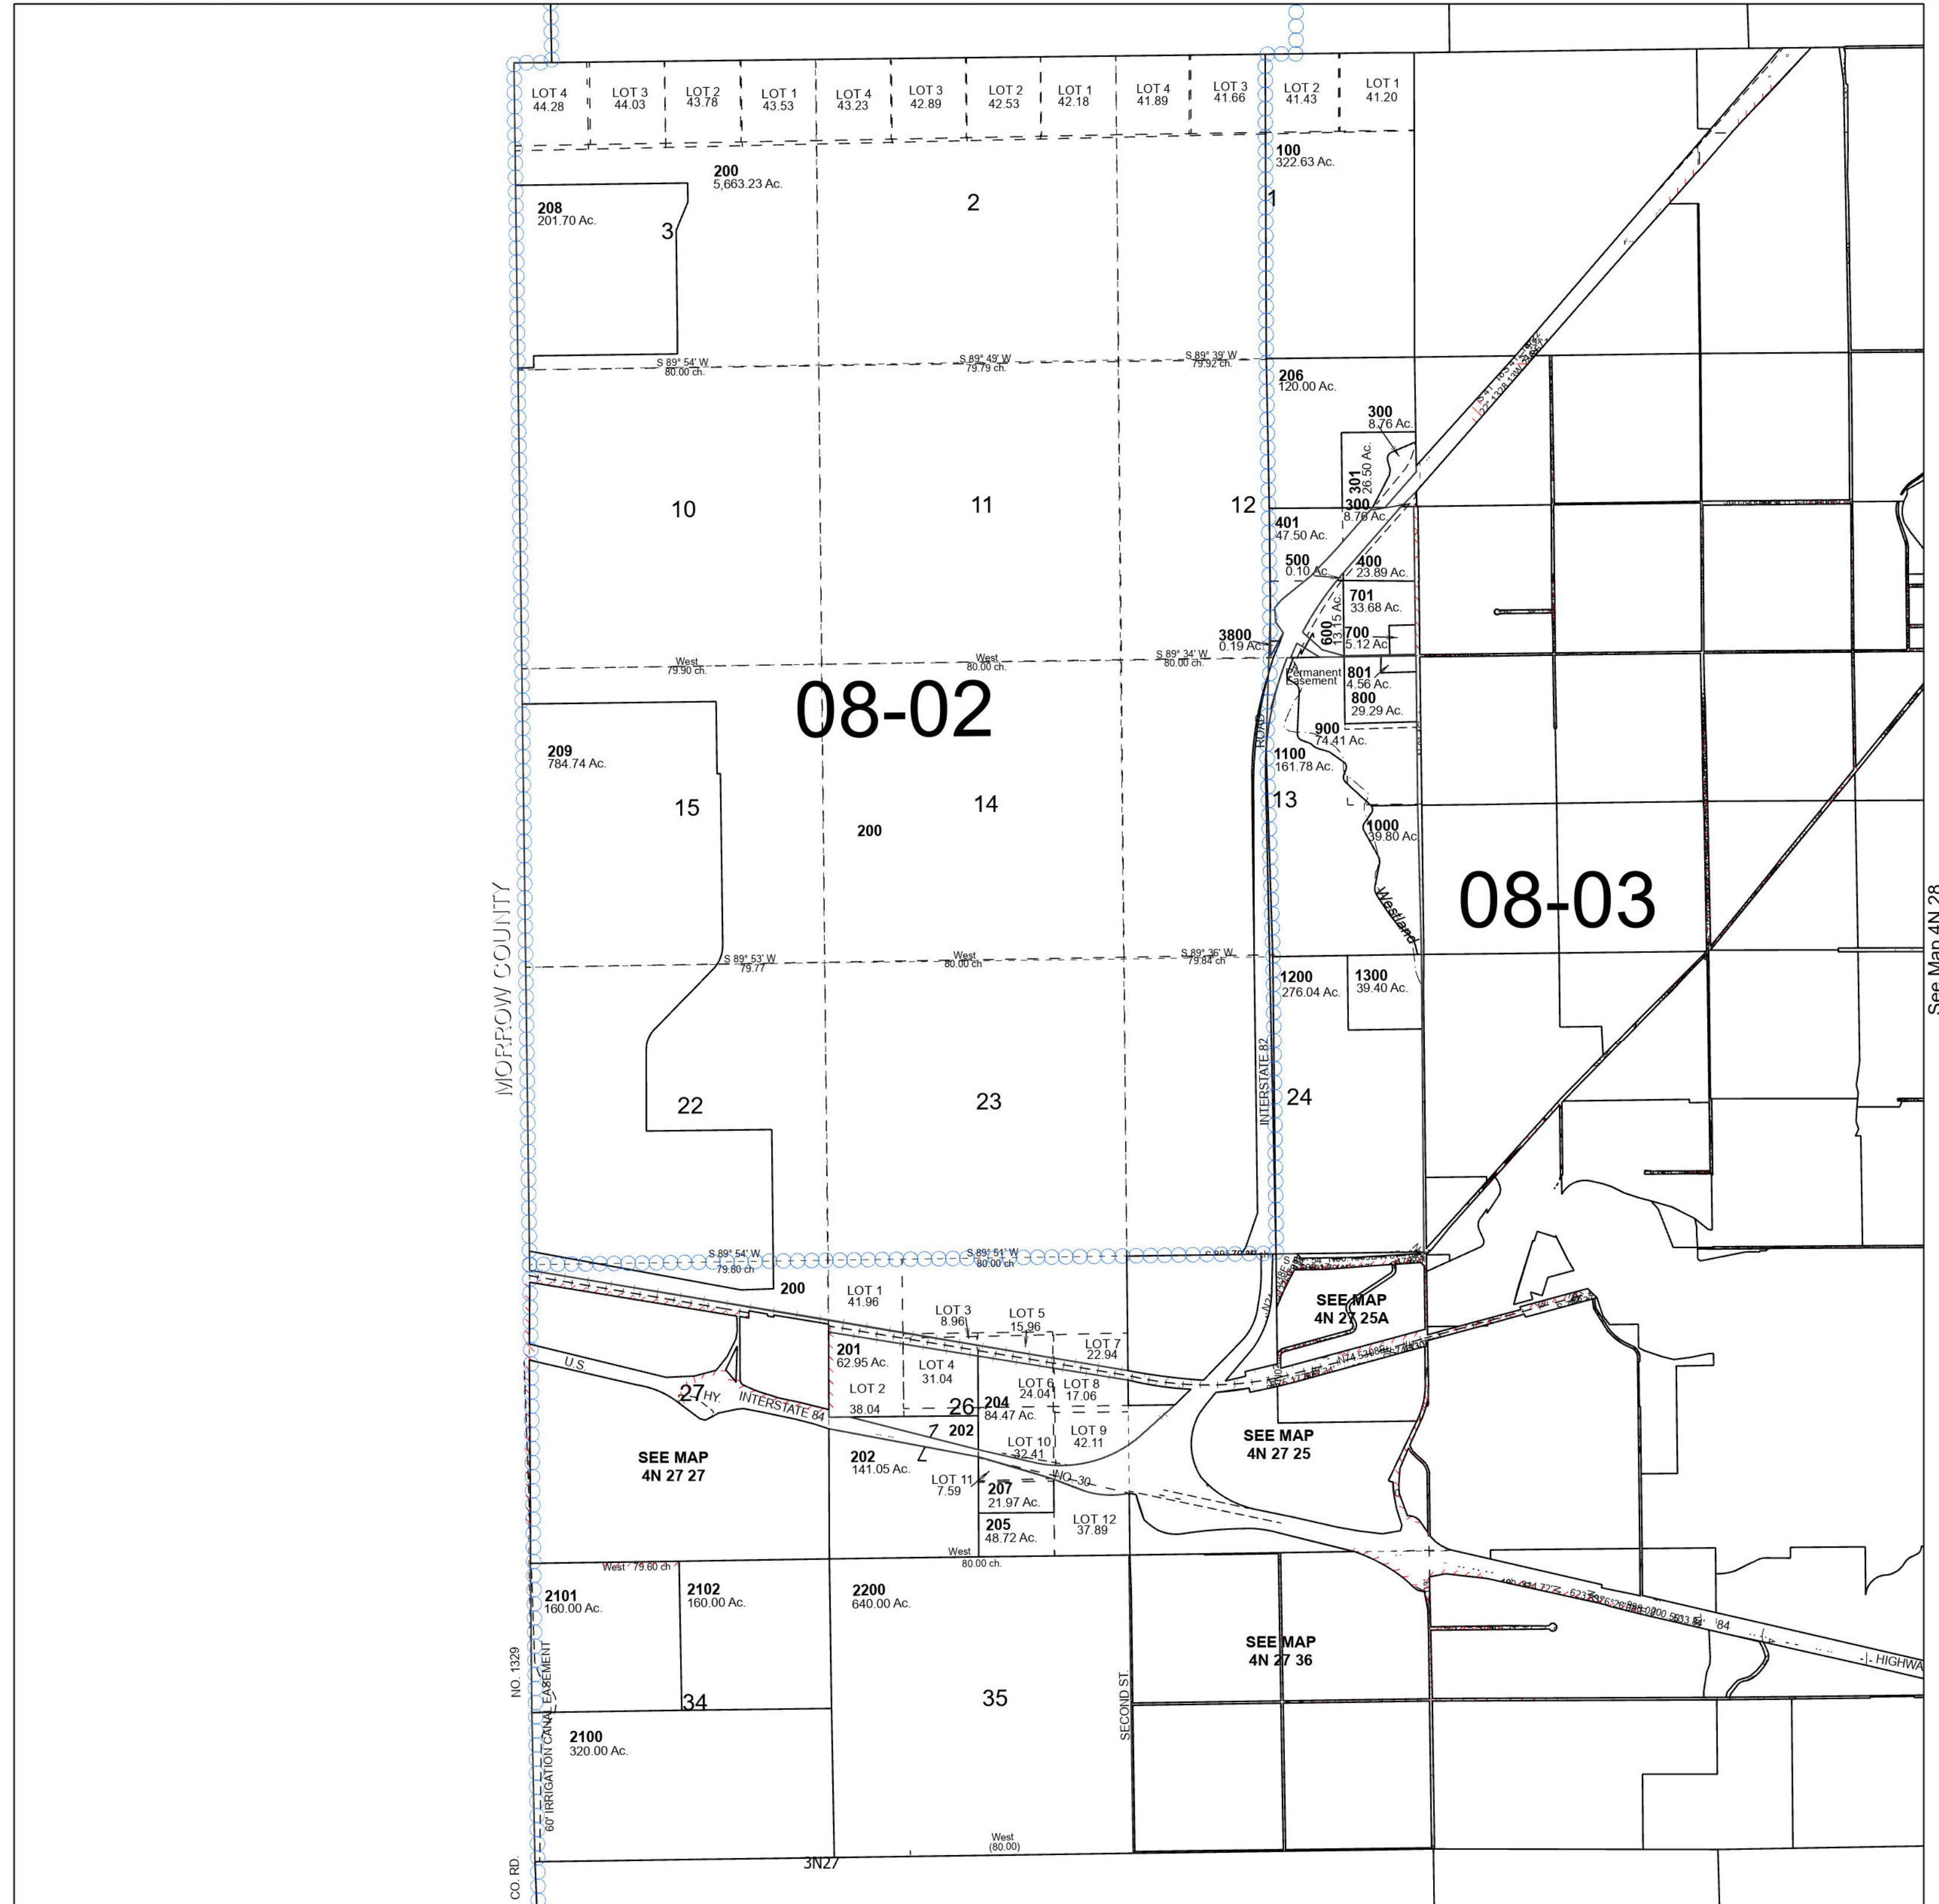 LOT 4
44.28
LOT 3
44.03
LOT 2
43.78
LOT 1
43.53
LOT 4
43.23
LOT 3
42.89
LOT 2
42.53
LOT 1
42.18
LOT 4
41.89
LOT 3
41.66
LOT 2
41.43
LOT 1
41.20
100
322.63 Ac.
200
5,663.23 Ac.
208
201.70 Ac.
3
2
1
S 89° 54' W
80.00 ch.
S 89° 49' W
79.79 ch.
S 89° 39' W
79.92 ch.
206
120.00 Ac.
300
8.76 Ac.
301
26.50 Ac.
300
8.76 Ac.
10
11
12
401
47.50 Ac.
500
0.10 Ac.
400
23.89 Ac.
701
33.68 Ac.
600
13.15 Ac.
700
5.12 Ac.
3800
0.19 Ac.
West
79.90 ch.
West
80.00 ch.
S 89° 34' W
80.00 ch.
Permanent
Easement
801
4.56 Ac.
800
29.29 Ac.
08-02
900
74.41 Ac.
ROAD
1100
161.78 Ac.
209
784.74 Ac.
15
14
13
200
1000
39.80 Ac.
08-03
Westland
MORROW COUNTY
See Map 4N 28
S 89° 53' W
79.77
West
80.00 ch
S 89° 36' W
79.84 ch
1200
276.04 Ac.
1300
39.40 Ac.
INTERSTATE 82
22
23
24
S 89° 54' W
79.80 ch
S 89° 51' W
80.00 ch
200
LOT 1
41.96
LOT 3
8.96
LOT 5
15.96
SEE MAP
4N 27 25A
201
62.95 Ac.
LOT 4
31.04
LOT 7
22.94
U.S.
LOT 2
38.04
LOT 6
24.04
LOT 8
17.06
27
HY.
INTERSTATE 84
26
204
84.47 Ac.
202
LOT 10
32.41
LOT 9
42.11
SEE MAP
4N 27 25
SEE MAP
4N 27 27
202
141.05 Ac.
LOT 11
7.59
NO. 30
207
21.97 Ac.
205
48.72 Ac.
LOT 12
37.89
West
80.00 ch.
West 79.60 ch
2101
160.00 Ac.
2102
160.00 Ac.
2200
640.00 Ac.
84
HIGHWA
SEE MAP
4N 27 36
NO. 1329
60' IRRIGATION CANAL EASEMENT
34
35
SECOND ST.
2100
320.00 Ac.
West
(80.00)
3N27
CO. RD.